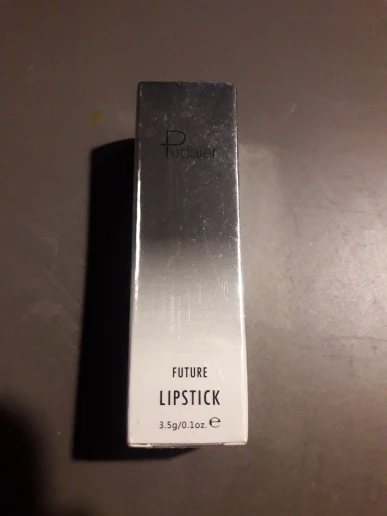 Pudaier
FUTURE
LIPSTICK
3.5g/0.1oz. ℮